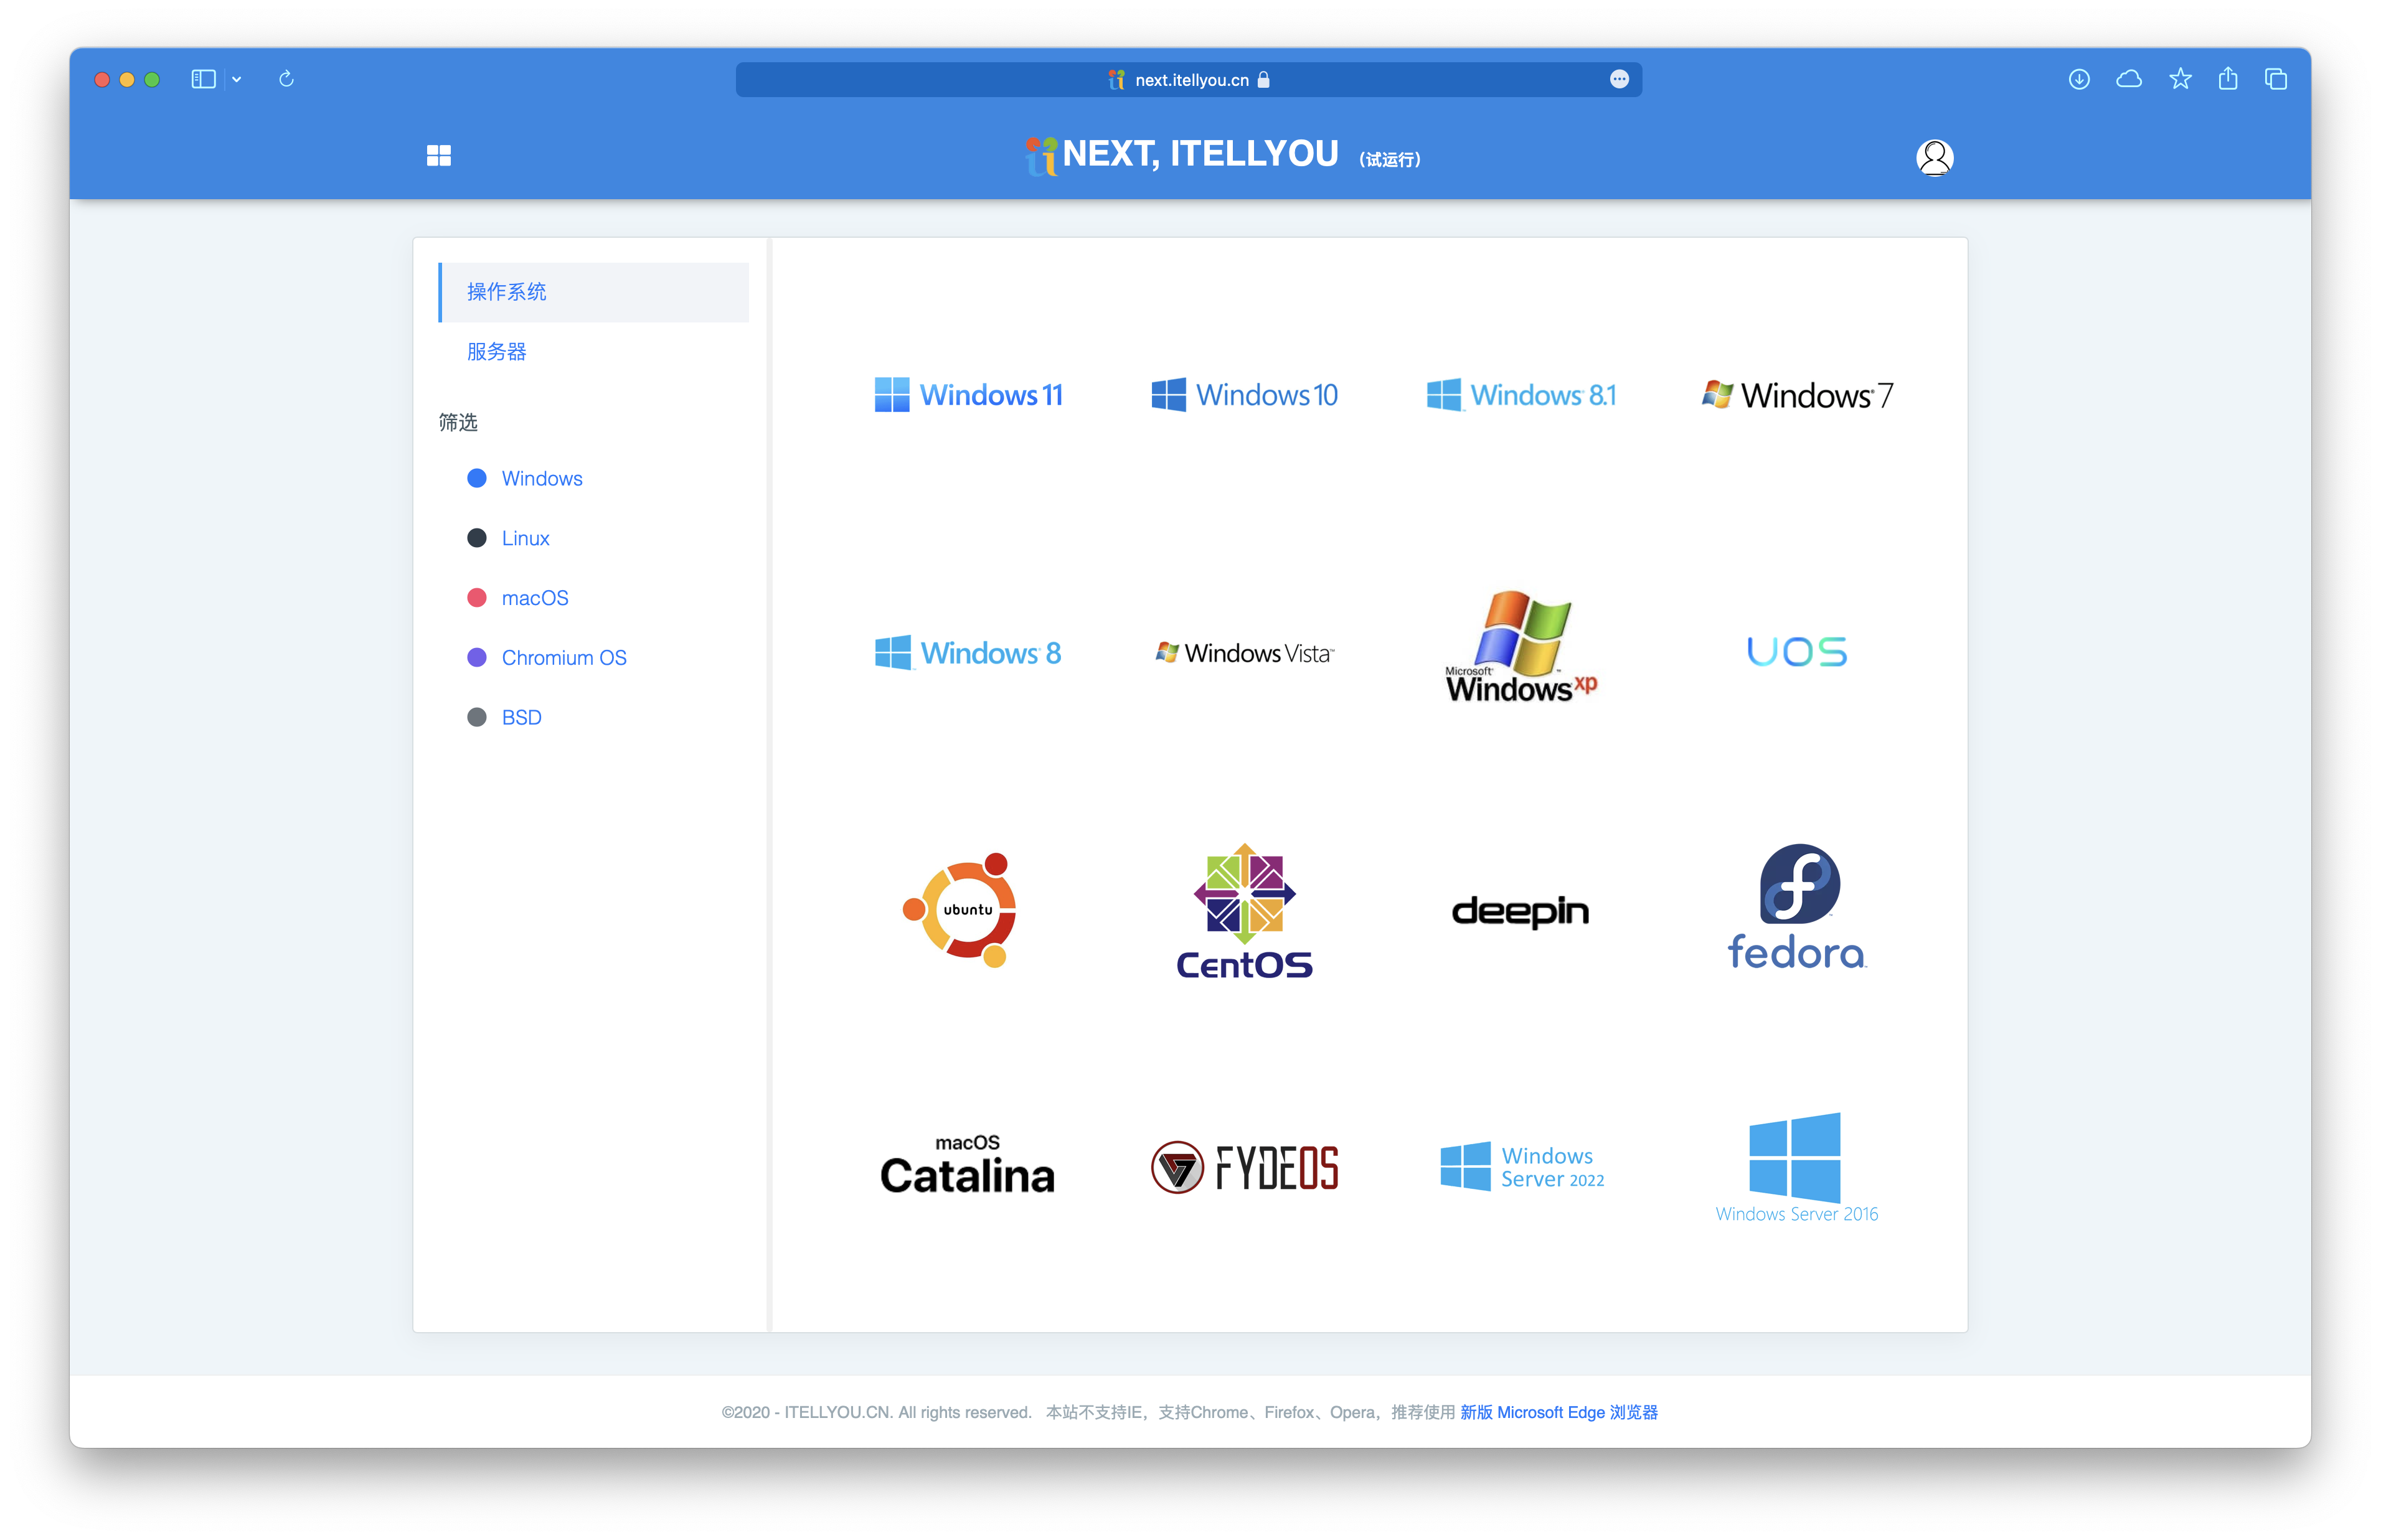 next.itellyou.cn
NEXT, ITELLYOU （试运行）
操作系统
服务器
筛选
Windows
Linux
macOS
Chromium OS
BSD
Windows 11
Windows 10
Windows 8.1
Windows 7
Windows 8
Windows Vista™
Microsoft
Windows xp
UOS
ubuntu
CentOS
deepin
fedora
macOS
Catalina
FYDEOS
Windows
Server 2022
Windows Server 2016
©2020 - ITELLYOU.CN. All rights reserved. 本站不支持IE，支持Chrome、Firefox、Opera，推荐使用 新版 Microsoft Edge 浏览器